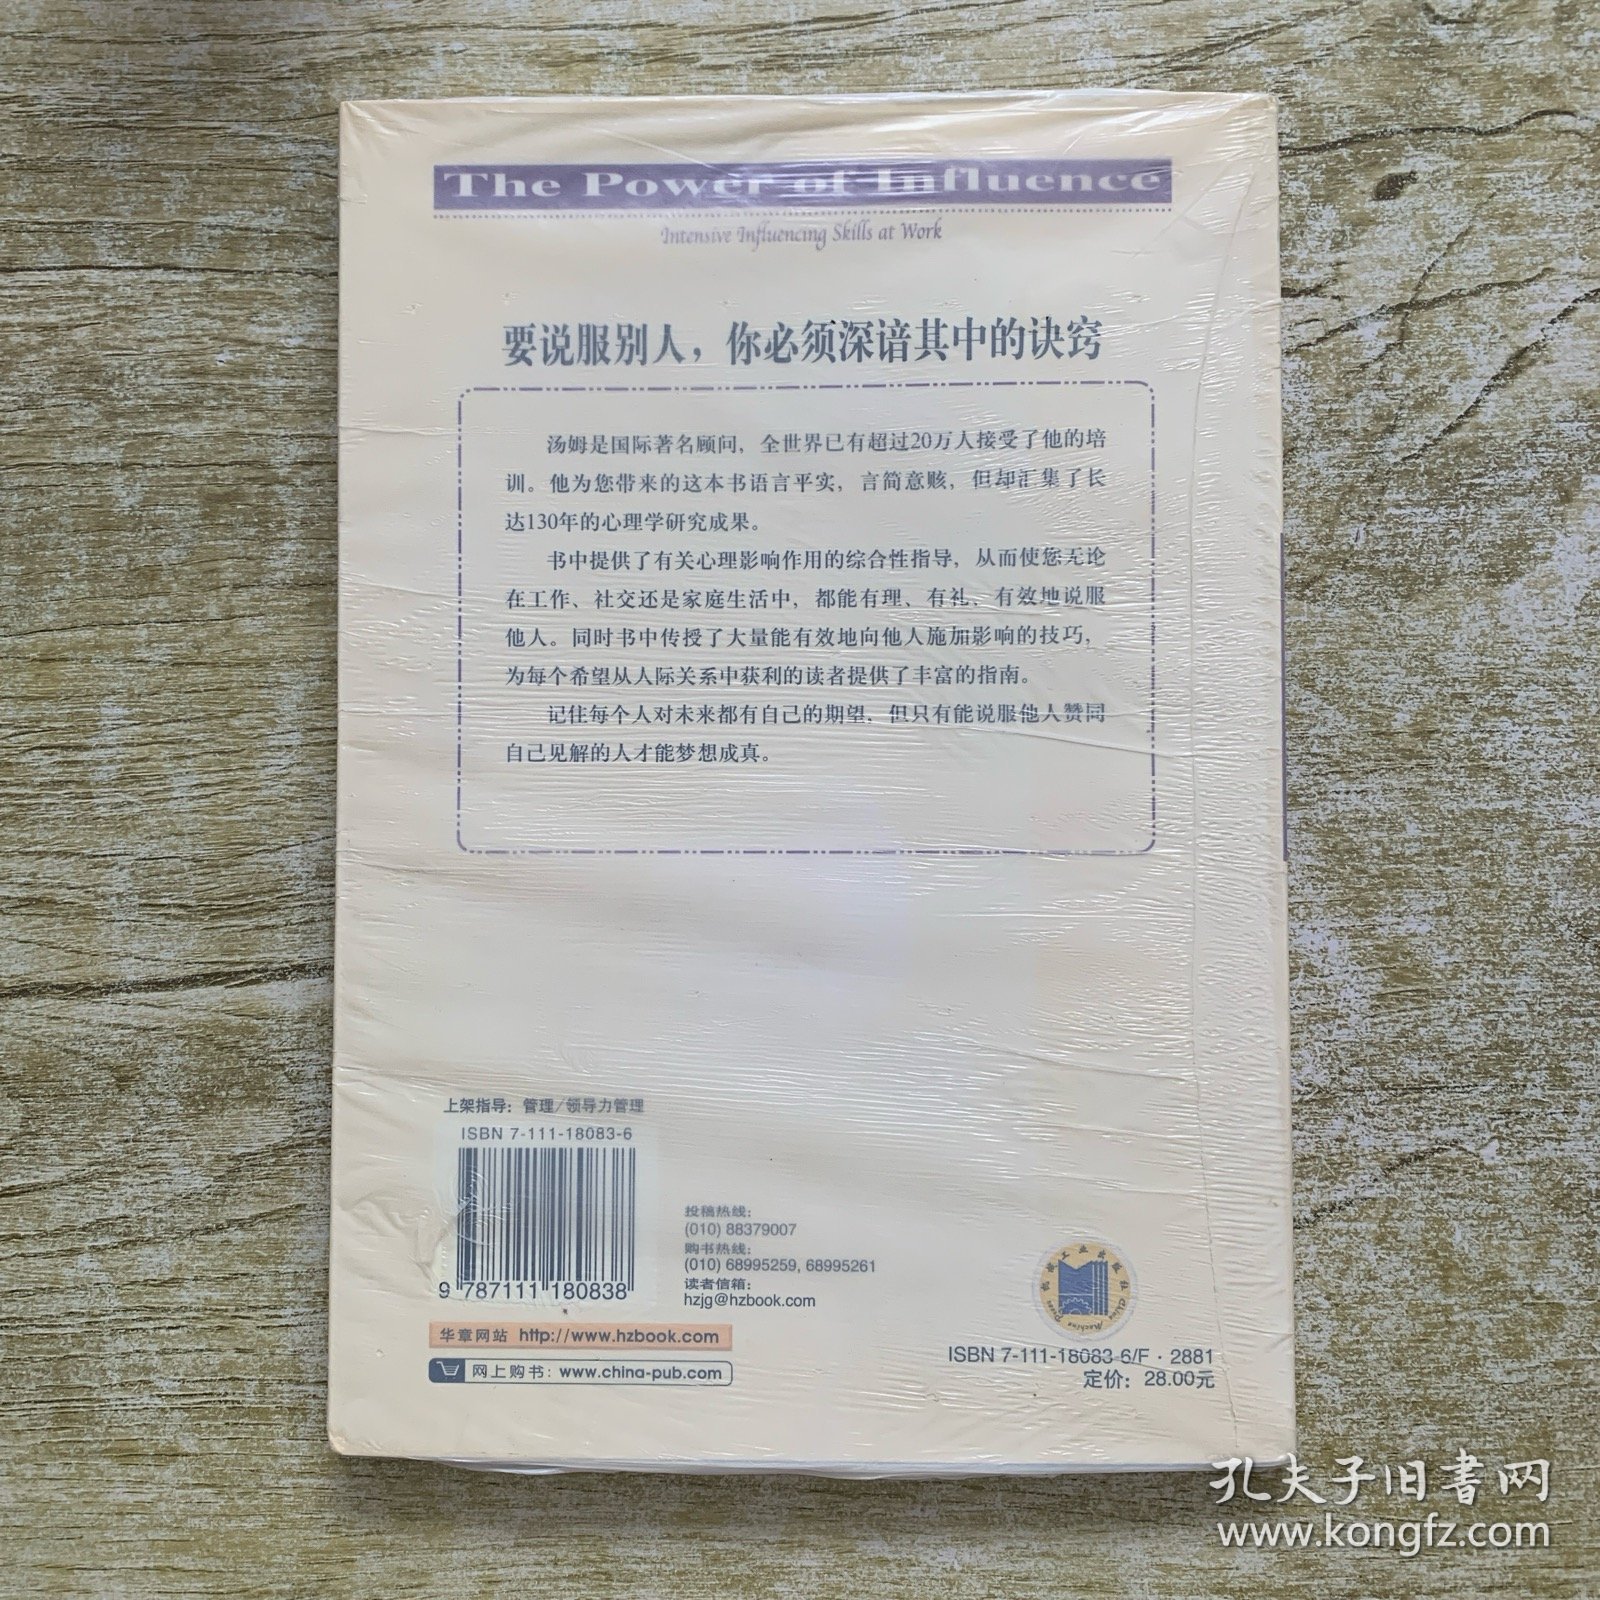 The Power of Influence
Intensive Influencing Skills at Work
要说服别人，你必须深谙其中的诀窍
汤姆是国际著名顾问，全世界已有超过20万人接受了他的培
训。他为您带来的这本书语言平实，言简意赅，但却汇集了长
达130年的心理学研究成果。
书中提供了有关心理影响作用的综合性指导，从而使您无论
在工作、社交还是家庭生活中，都能有理、有礼、有效地说服
他人。同时书中传授了大量能有效地向他人施加影响的技巧，
为每个希望从人际关系中获利的读者提供了丰富的指南。
记住每个人对未来都有自己的期望，但只有能说服他人赞同
自己见解的人才能梦想成真。
上架指导：管理/领导力管理
ISBN 7-111-18083-6
9 787111 180838
投稿热线：
(010) 88379007
购书热线：
(010) 68995259, 68995261
读者信箱：
hzjg@hzbook.com
华章网站 http://www.hzbook.com
网上购书：www.china-pub.com
机械工业出版社
China Machine Press
ISBN 7-111-18083-6/F · 2881
定价：28.00元
孔夫子旧书网
www.kongfz.com